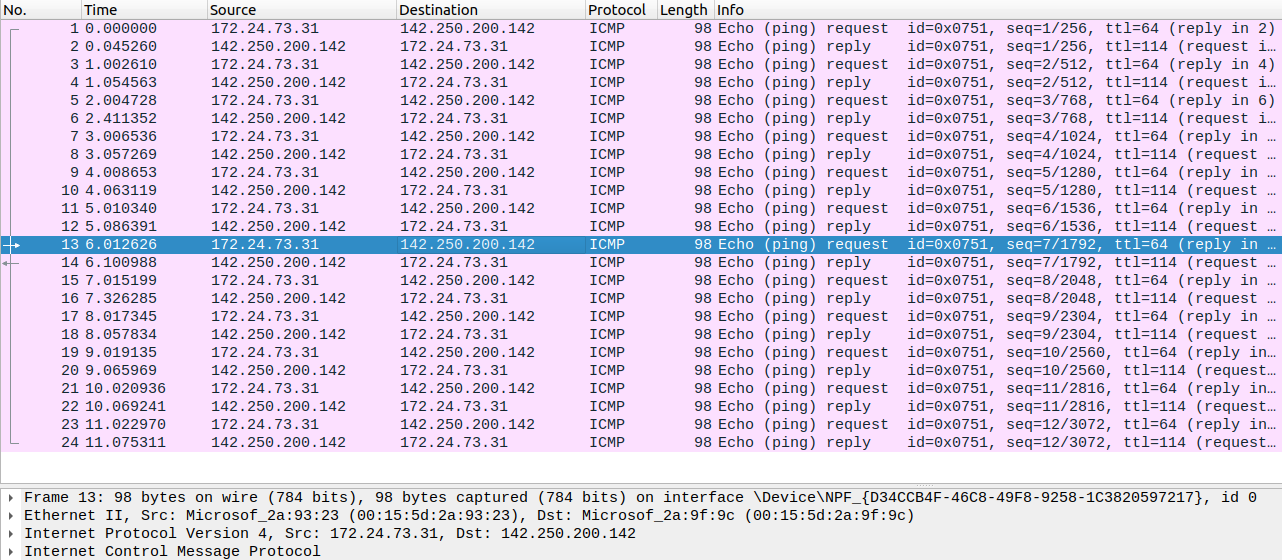 No. Time Source Destination Protocol Length Info
1 0.000000 172.24.73.31 142.250.200.142 ICMP 98 Echo (ping) request id=0x0751, seq=1/256, ttl=64 (reply in 2)
2 0.045260 142.250.200.142 172.24.73.31 ICMP 98 Echo (ping) reply id=0x0751, seq=1/256, ttl=114 (request i…
3 1.002610 172.24.73.31 142.250.200.142 ICMP 98 Echo (ping) request id=0x0751, seq=2/512, ttl=64 (reply in 4)
4 1.054563 142.250.200.142 172.24.73.31 ICMP 98 Echo (ping) reply id=0x0751, seq=2/512, ttl=114 (request i…
5 2.004728 172.24.73.31 142.250.200.142 ICMP 98 Echo (ping) request id=0x0751, seq=3/768, ttl=64 (reply in 6)
6 2.411352 142.250.200.142 172.24.73.31 ICMP 98 Echo (ping) reply id=0x0751, seq=3/768, ttl=114 (request i…
7 3.006536 172.24.73.31 142.250.200.142 ICMP 98 Echo (ping) request id=0x0751, seq=4/1024, ttl=64 (reply in …
8 3.057269 142.250.200.142 172.24.73.31 ICMP 98 Echo (ping) reply id=0x0751, seq=4/1024, ttl=114 (request …
9 4.008653 172.24.73.31 142.250.200.142 ICMP 98 Echo (ping) request id=0x0751, seq=5/1280, ttl=64 (reply in …
10 4.063119 142.250.200.142 172.24.73.31 ICMP 98 Echo (ping) reply id=0x0751, seq=5/1280, ttl=114 (request …
11 5.010340 172.24.73.31 142.250.200.142 ICMP 98 Echo (ping) request id=0x0751, seq=6/1536, ttl=64 (reply in …
12 5.086391 142.250.200.142 172.24.73.31 ICMP 98 Echo (ping) reply id=0x0751, seq=6/1536, ttl=114 (request …
13 6.012626 172.24.73.31 142.250.200.142 ICMP 98 Echo (ping) request id=0x0751, seq=7/1792, ttl=64 (reply in …
14 6.100988 142.250.200.142 172.24.73.31 ICMP 98 Echo (ping) reply id=0x0751, seq=7/1792, ttl=114 (request …
15 7.015199 172.24.73.31 142.250.200.142 ICMP 98 Echo (ping) request id=0x0751, seq=8/2048, ttl=64 (reply in …
16 7.326285 142.250.200.142 172.24.73.31 ICMP 98 Echo (ping) reply id=0x0751, seq=8/2048, ttl=114 (request …
17 8.017345 172.24.73.31 142.250.200.142 ICMP 98 Echo (ping) request id=0x0751, seq=9/2304, ttl=64 (reply in …
18 8.057834 142.250.200.142 172.24.73.31 ICMP 98 Echo (ping) reply id=0x0751, seq=9/2304, ttl=114 (request …
19 9.019135 172.24.73.31 142.250.200.142 ICMP 98 Echo (ping) request id=0x0751, seq=10/2560, ttl=64 (reply in…
20 9.065969 142.250.200.142 172.24.73.31 ICMP 98 Echo (ping) reply id=0x0751, seq=10/2560, ttl=114 (request…
21 10.020936 172.24.73.31 142.250.200.142 ICMP 98 Echo (ping) request id=0x0751, seq=11/2816, ttl=64 (reply in…
22 10.069241 142.250.200.142 172.24.73.31 ICMP 98 Echo (ping) reply id=0x0751, seq=11/2816, ttl=114 (request…
23 11.022970 172.24.73.31 142.250.200.142 ICMP 98 Echo (ping) request id=0x0751, seq=12/3072, ttl=64 (reply in…
24 11.075311 142.250.200.142 172.24.73.31 ICMP 98 Echo (ping) reply id=0x0751, seq=12/3072, ttl=114 (request…
Frame 13: 98 bytes on wire (784 bits), 98 bytes captured (784 bits) on interface \Device\NPF_{D34CCB4F-46C8-49F8-9258-1C3820597217}, id 0
Ethernet II, Src: Microsof_2a:93:23 (00:15:5d:2a:93:23), Dst: Microsof_2a:9f:9c (00:15:5d:2a:9f:9c)
Internet Protocol Version 4, Src: 172.24.73.31, Dst: 142.250.200.142
Internet Control Message Protocol